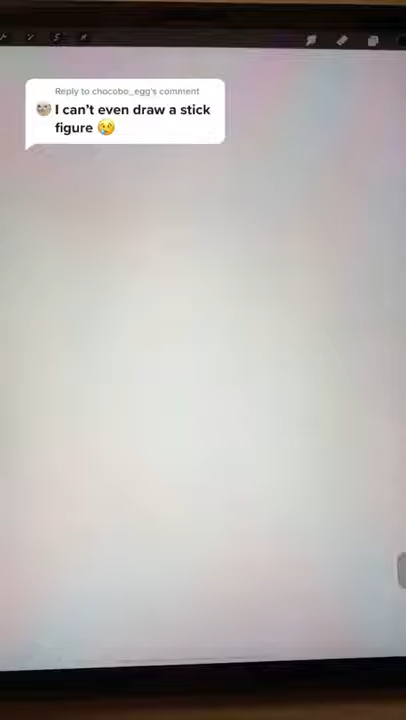 Reply to chocobo_egg's comment
I can't even draw a stick
figure 😢